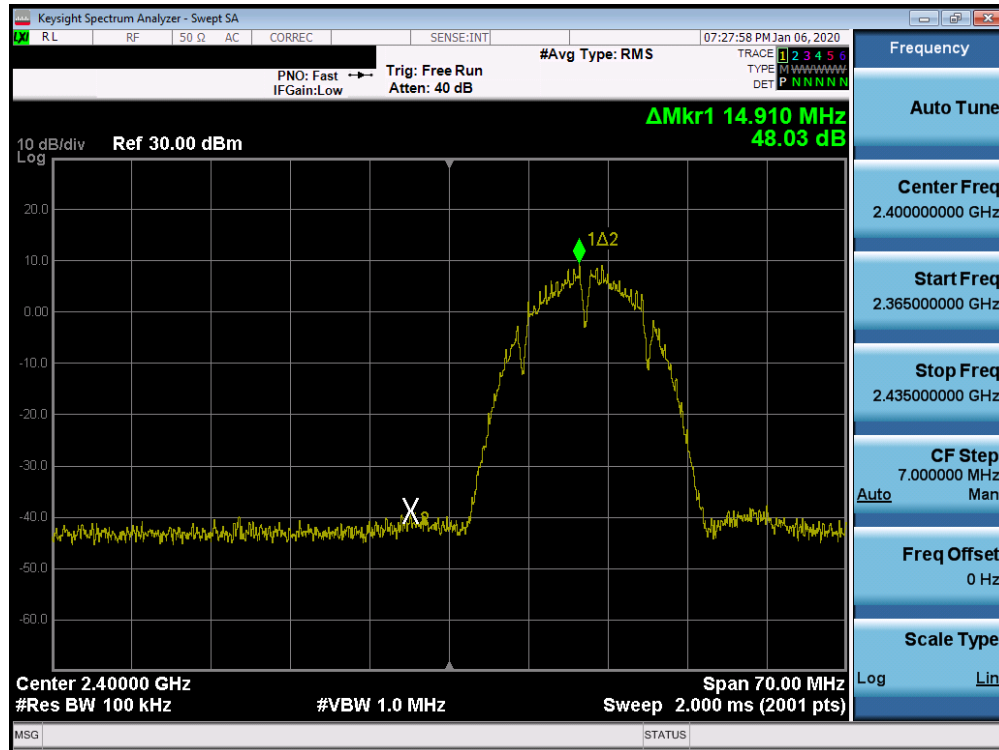 Keysight Spectrum Analyzer - Swept SA
LXI RL RF 50 Ω AC CORREC SENSE:INT 07:27:58 PM Jan 06, 2020
PNO: Fast Trig: Free Run #Avg Type: RMS TRACE 1 2 3 4 5 6
IFGain:Low Atten: 40 dB TYPE M WWWWW
DET P N N N N N
ΔMkr1 14.910 MHz
48.03 dB
10 dB/div Ref 30.00 dBm
Log
20.0
10.0
0.00
-10.0
-20.0
-30.0
-40.0
-50.0
-60.0
1Δ2
X
Center 2.40000 GHz Span 70.00 MHz
#Res BW 100 kHz #VBW 1.0 MHz Sweep 2.000 ms (2001 pts)
MSG STATUS
Frequency
Auto Tune
Center Freq
2.400000000 GHz
Start Freq
2.365000000 GHz
Stop Freq
2.435000000 GHz
CF Step
7.000000 MHz
Auto Man
Freq Offset
0 Hz
Scale Type
Log Lin